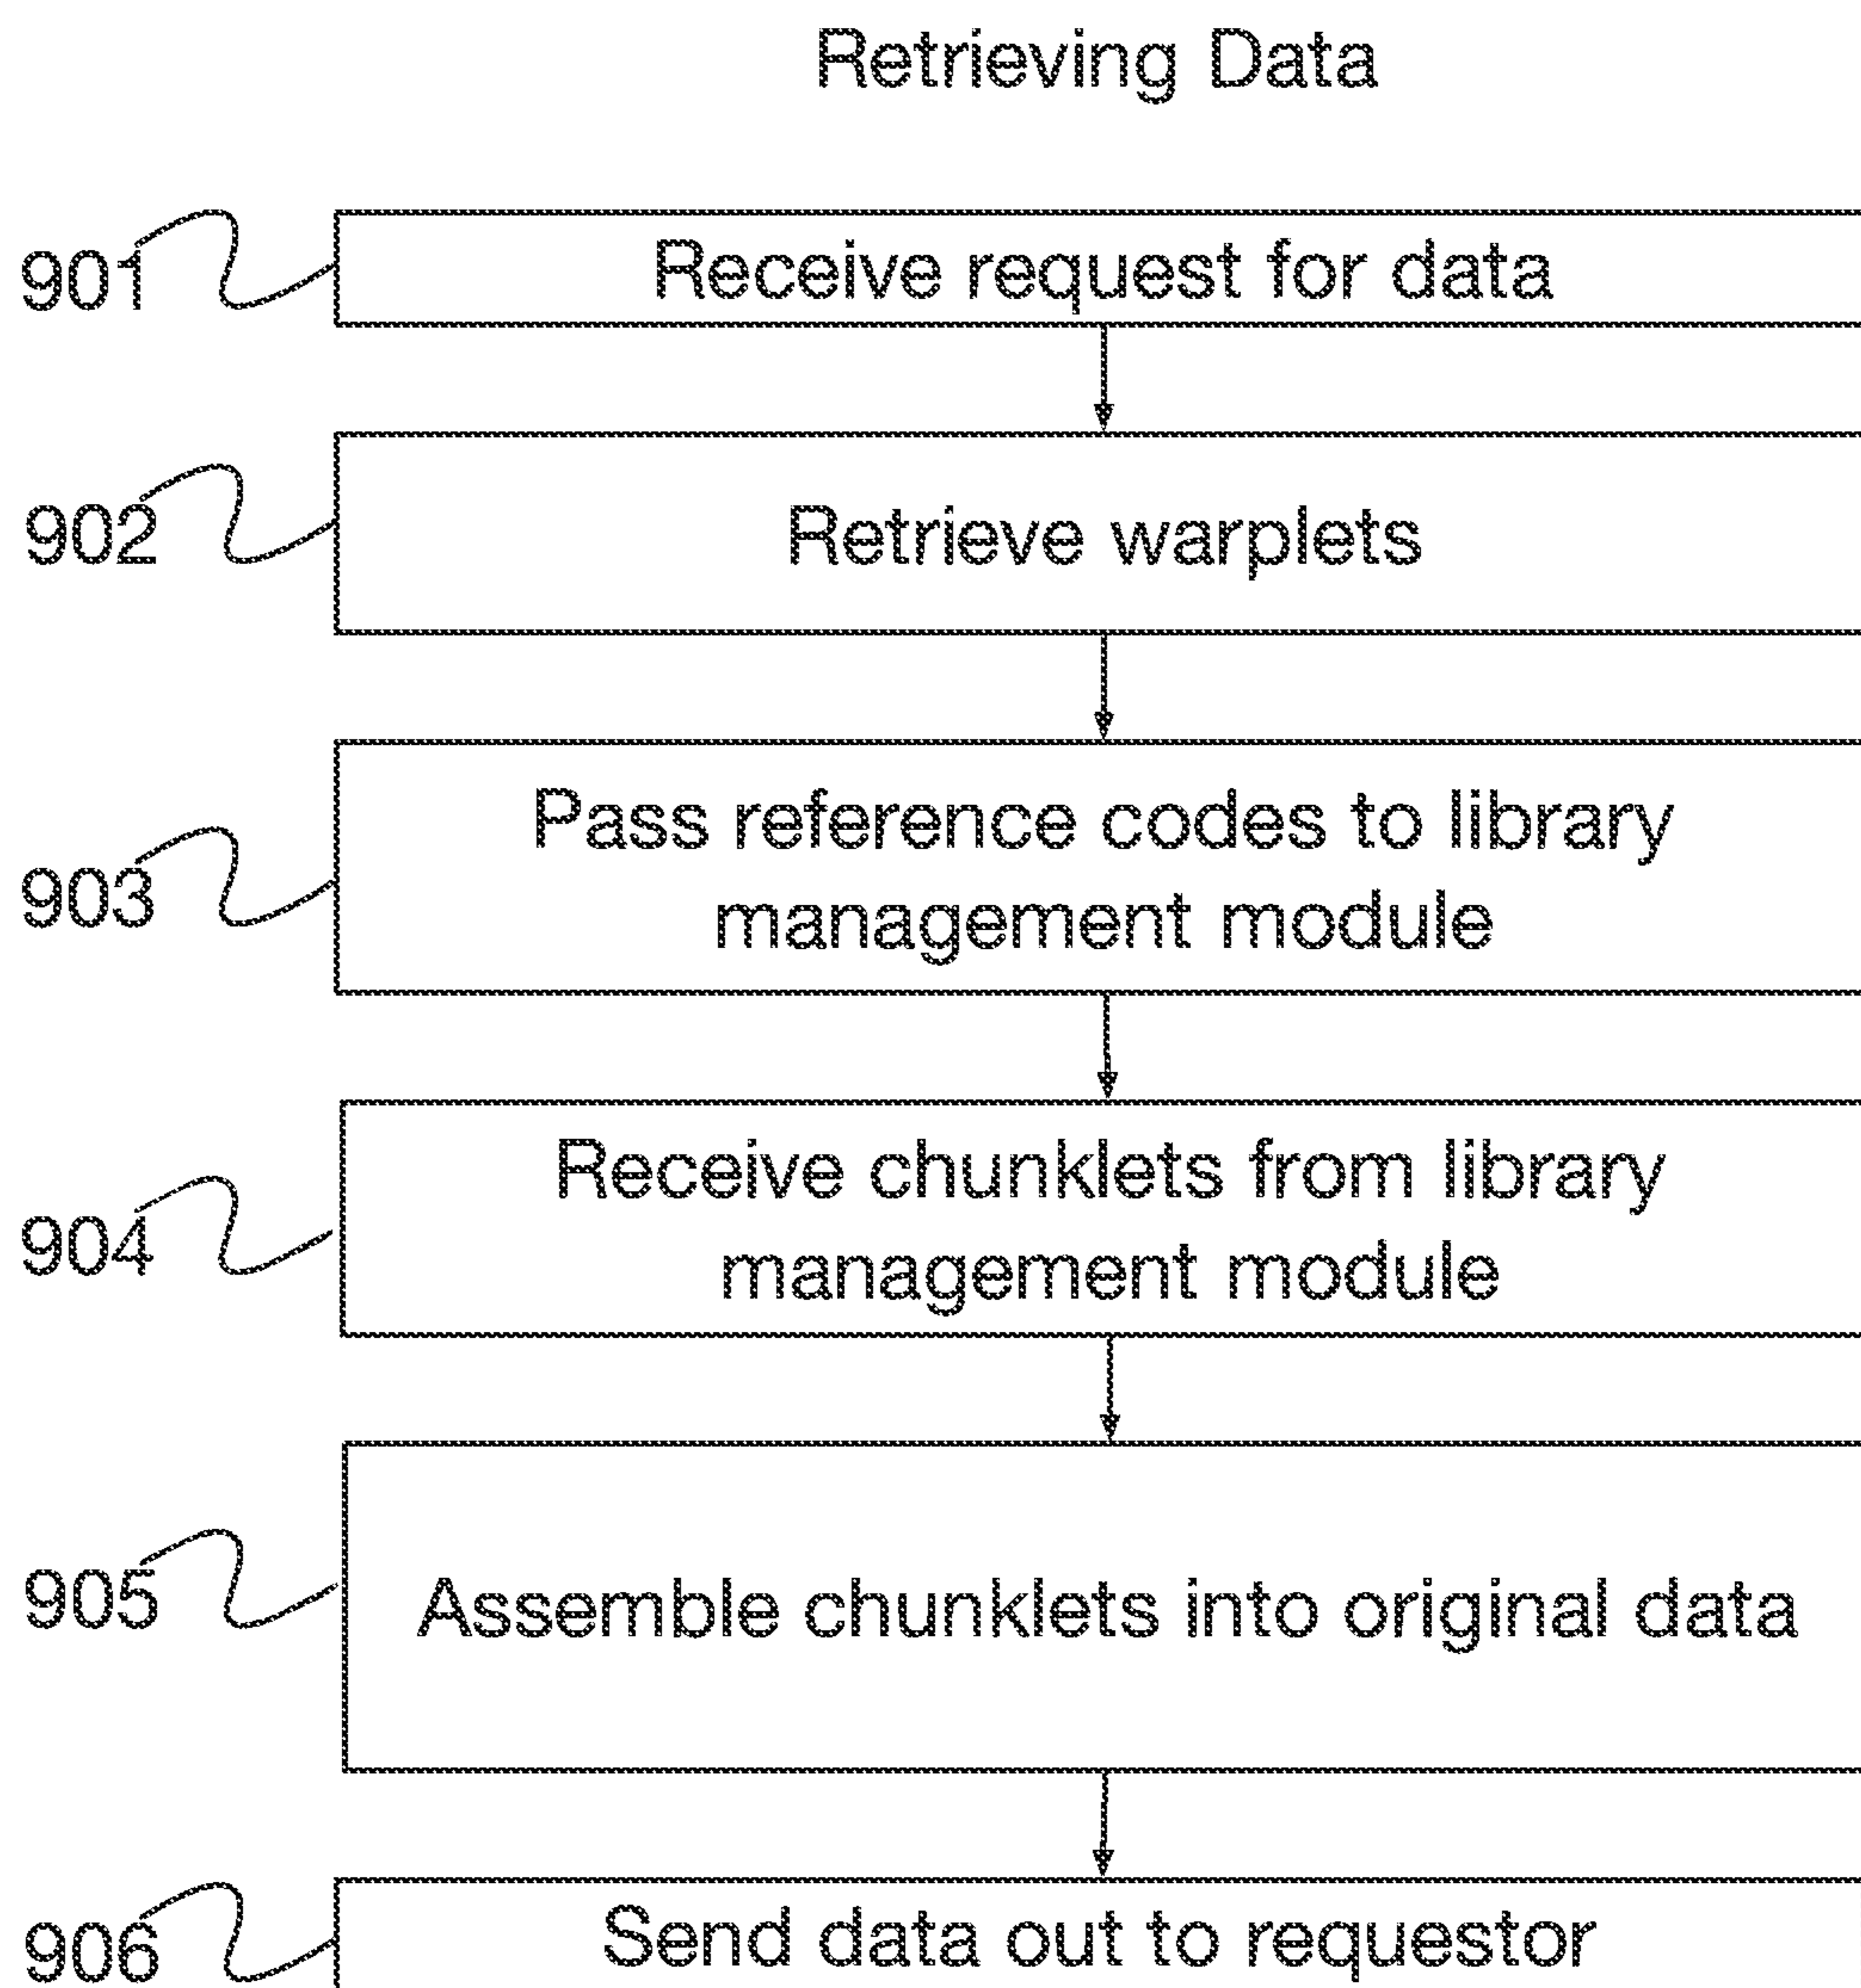 Retrieving Data
901
Receive request for data
902
Retrieve warplets
903
Pass reference codes to library
management module
904
Receive chunklets from library
management module
905
Assemble chunklets into original data
906
Send data out to requestor